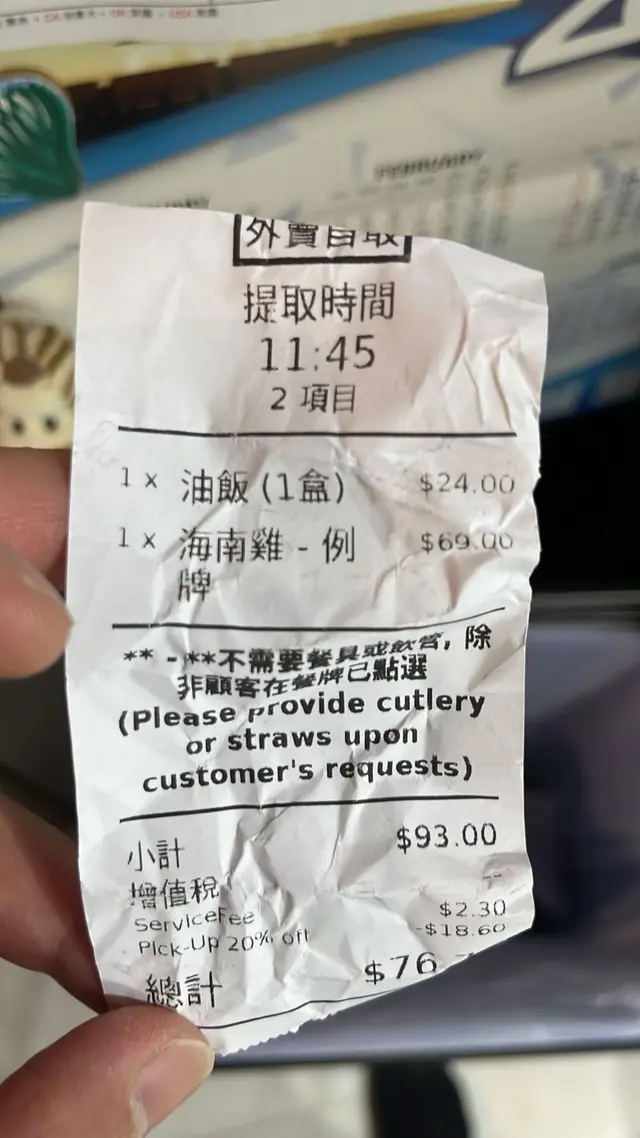 外賣自取
提取時間
11:45
2 項目
1 x 油飯 (1盒) $24.00
1 x 海南雞 - 例 $69.00
牌
** - **不需要餐具或飲管, 除
非顧客在餐牌已點選
(Please provide cutlery
or straws upon
customer's requests)
小計 $93.00
增值稅
ServiceFee $2.30
Pick-Up 20% off -$18.60
總計 $76
FEBRUARY